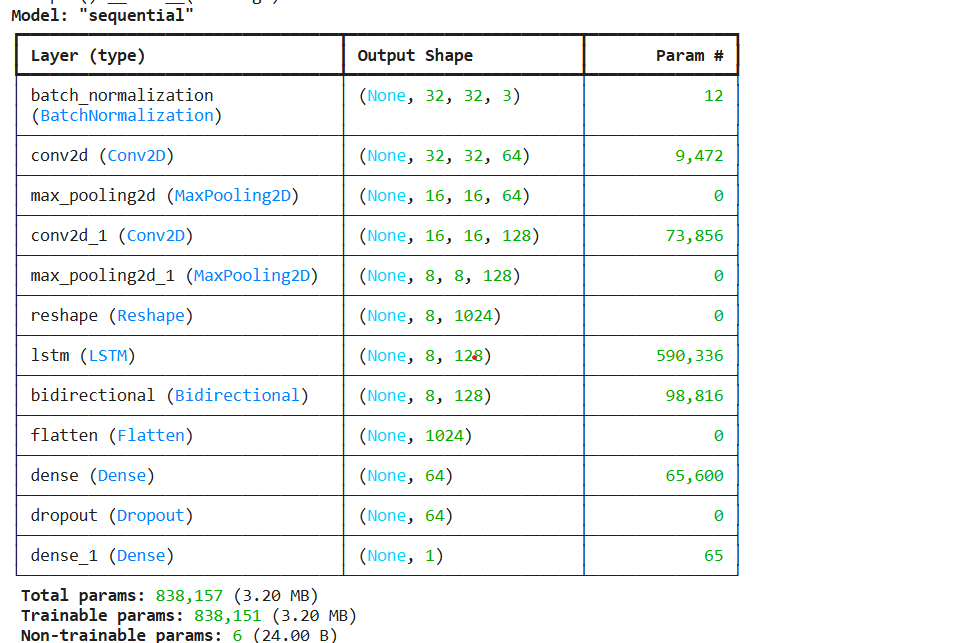 Model: "sequential"
Layer (type) Output Shape Param #
batch_normalization (None, 32, 32, 3) 12
(BatchNormalization)
conv2d (Conv2D) (None, 32, 32, 64) 9,472
max_pooling2d (MaxPooling2D) (None, 16, 16, 64) 0
conv2d_1 (Conv2D) (None, 16, 16, 128) 73,856
max_pooling2d_1 (MaxPooling2D) (None, 8, 8, 128) 0
reshape (Reshape) (None, 8, 1024) 0
lstm (LSTM) (None, 8, 128) 590,336
bidirectional (Bidirectional) (None, 8, 128) 98,816
flatten (Flatten) (None, 1024) 0
dense (Dense) (None, 64) 65,600
dropout (Dropout) (None, 64) 0
dense_1 (Dense) (None, 1) 65
Total params: 838,157 (3.20 MB)
Trainable params: 838,151 (3.20 MB)
Non-trainable params: 6 (24.00 B)